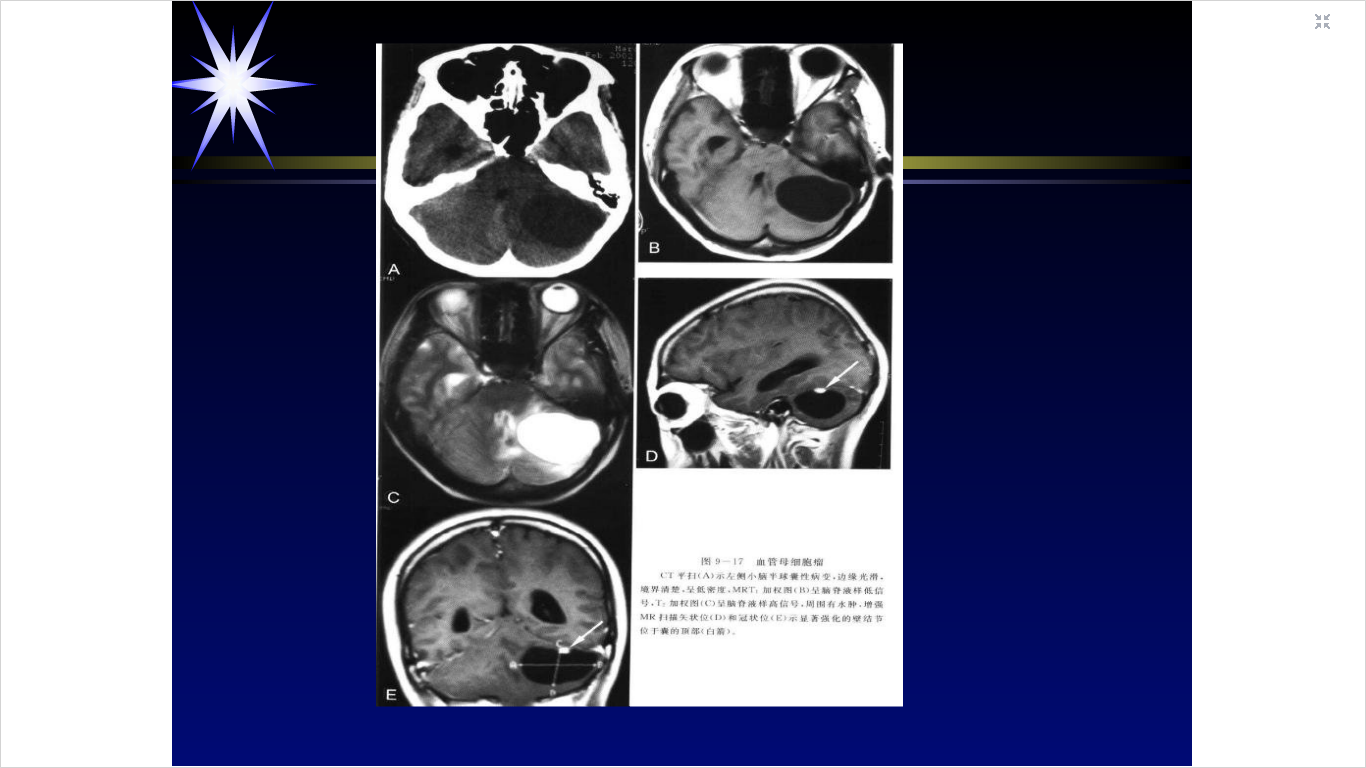 Mar
Feb 2002
A
B
C
D
E
C
D
图 9—17 血管母细胞瘤
CT 平扫(A)示左侧小脑半球囊性病变,边缘光滑,
境界清楚,呈低密度,MRT₁ 加权图(B)呈脑脊液样低信
号,T₂ 加权图(C)呈脑脊液样高信号,周围有水肿,增强
MR 扫描矢状位(D)和冠状位(E)示显著强化的壁结节
位于囊的顶部(白箭)。